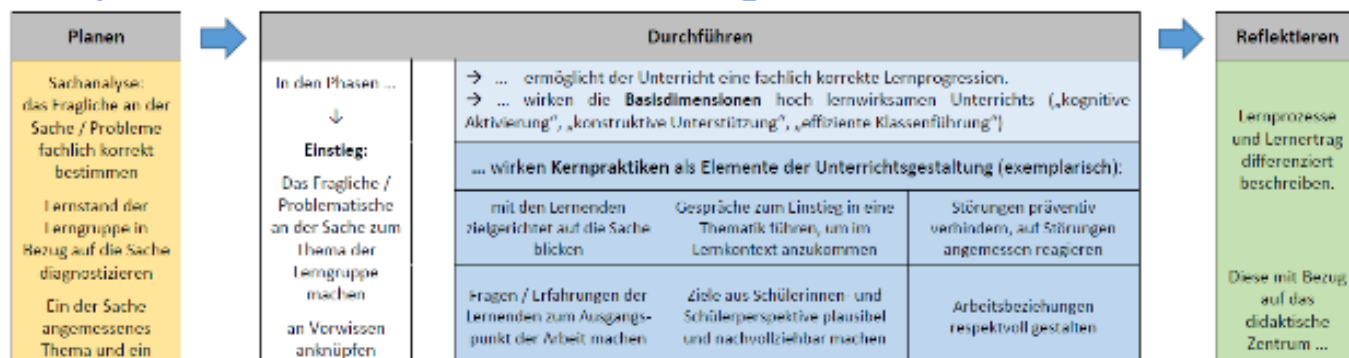 Planen
Sachanalyse:
das Fragliche an der
Sache / Probleme
fachlich korrekt
bestimmen
Lernstand der
Lerngruppe in
Bezug auf die Sache
diagnostizieren
Ein der Sache
angemessenes
Thema und ein
Durchführen
In den Phasen ...
↓
Einstieg:
Das Fragliche /
Problematische
an der Sache zum
Thema der
Lerngruppe
machen
an Vorwissen
anknüpfen
→ ... ermöglicht der Unterricht eine fachlich korrekte Lernprogression.
→ ... wirken die Basisdimensionen hoch lernwirksamen Unterrichts („kognitive
Aktivierung“, „konstruktive Unterstützung“, „effiziente Klassenführung“)
... wirken Kernpraktiken als Elemente der Unterrichtsgestaltung (exemplarisch):
mit den Lernenden
zielgerichtet auf die Sache
blicken
Gespräche zum Einstieg in eine
Thematik führen, um im
Lernkontext anzukommen
Störungen präventiv
verhindern, auf Störungen
angemessen reagieren
Fragen / Erfahrungen der
Lernenden zum Ausgangs-
punkt der Arbeit machen
Ziele aus Schülerinnen- und
Schülerperspektive plausibel
und nachvollziehbar machen
Arbeitsbeziehungen
respektvoll gestalten
Reflektieren
Lernprozesse
und Lernertrag
differenziert
beschreiben.
Diese mit Bezug
auf das
didaktische
Zentrum ...